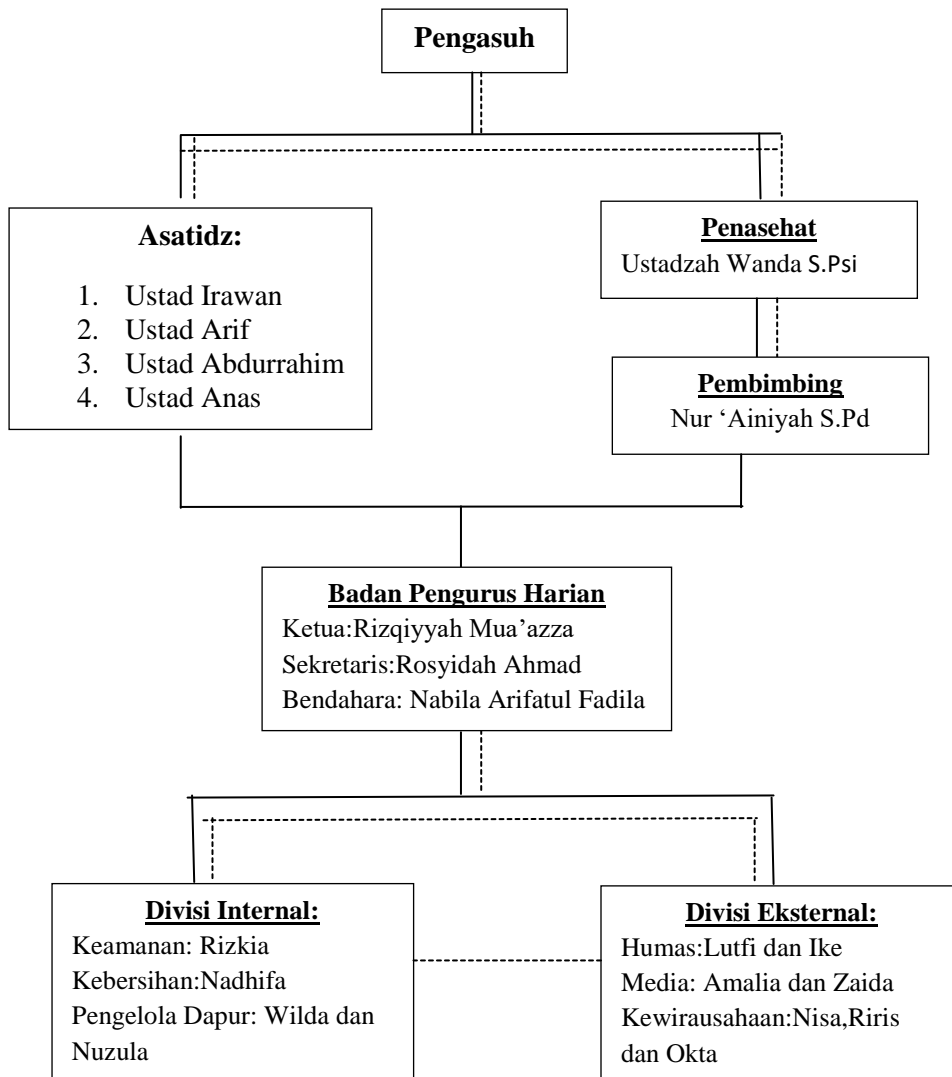 Pengasuh
Asatidz:
1. Ustad Irawan
2. Ustad Arif
3. Ustad Abdurrahim
4. Ustad Anas
Penasehat
Ustadzah Wanda S.Psi
Pembimbing
Nur ‘Ainiyah S.Pd
Badan Pengurus Harian
Ketua:Rizqiyyah Mua’azza
Sekretaris:Rosyidah Ahmad
Bendahara: Nabila Arifatul Fadila
Divisi Internal:
Keamanan: Rizkia
Kebersihan:Nadhifa
Pengelola Dapur: Wilda dan
Nuzula
Divisi Eksternal:
Humas:Lutfi dan Ike
Media: Amalia dan Zaida
Kewirausahaan:Nisa,Riris
dan Okta